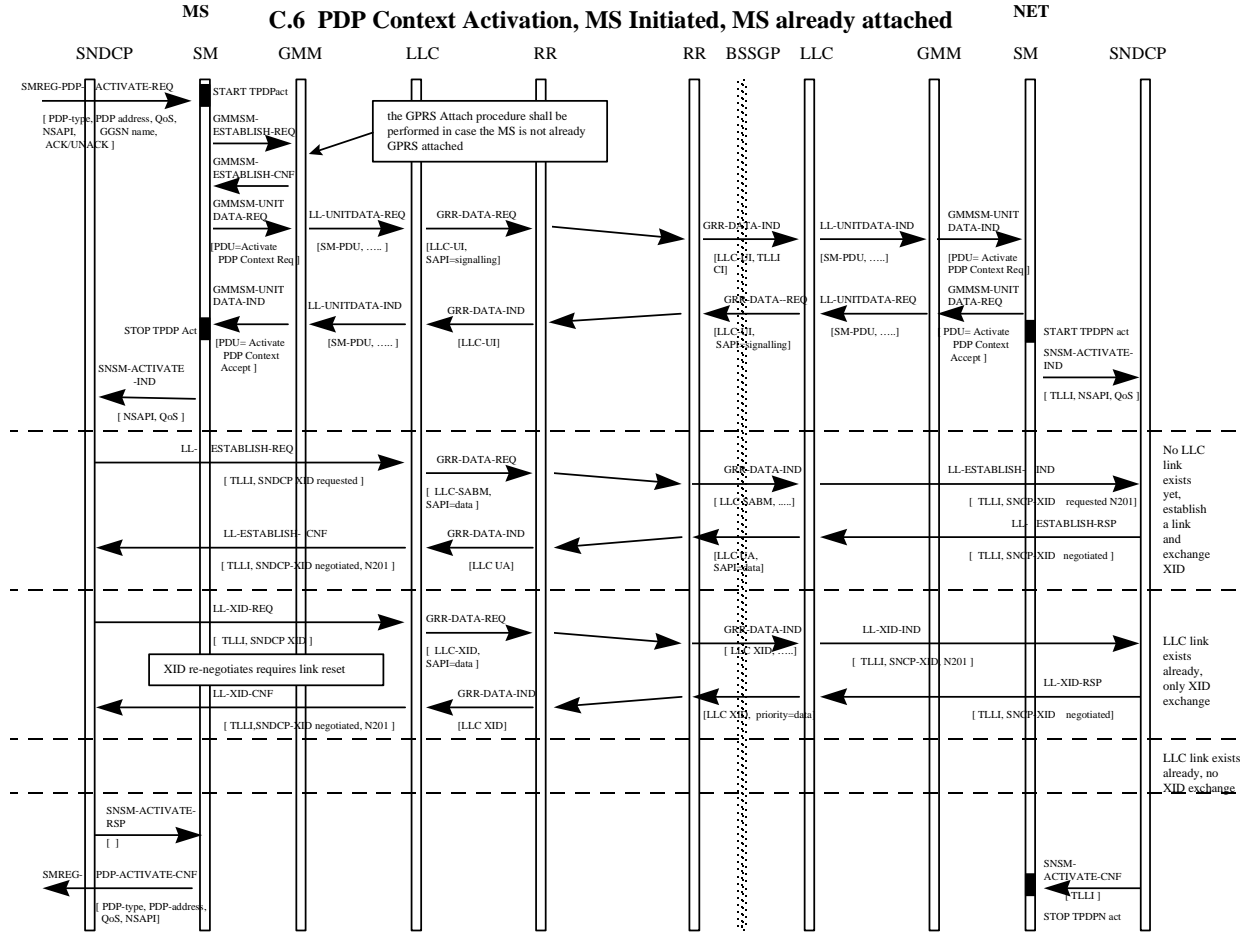 MS
C.6 PDP Context Activation, MS Initiated, MS already attached
NET
SNDCP
SM
GMM
LLC
RR
RR
BSSGP
LLC
GMM
SM
SNDCP
SMREG-PDP- ACTIVATE-REQ
[ PDP-type, PDP address, QoS,
NSAPI, GGSN name,
ACK/UNACK ]
START TPDPact
GMMSM-
ESTABLISH-REQ
the GPRS Attach procedure shall be
performed in case the MS is not already
GPRS attached
GMMSM-
ESTABLISH-CNF
GMMSM-UNIT
DATA-REQ
[PDU=Activate
PDP Context Req ]
LL-UNITDATA-REQ
[SM-PDU, ….. ]
GRR-DATA-REQ
[LLC-UI,
SAPI=signalling]
GRR-DATA-IND
[LLC-UI, TLLI
CI]
LL-UNITDATA-IND
[SM-PDU, …..]
GMMSM-UNIT
DATA-IND
[PDU= Activate
PDP Context Req ]
GMMSM-UNIT
DATA-IND
[PDU= Activate
PDP Context
Accept ]
STOP TPDP Act
LL-UNITDATA-IND
[SM-PDU, ….. ]
GRR-DATA-IND
[LLC-UI]
GRR-DATA--REQ
[LLC-UI,
SAPI=signalling]
LL-UNITDATA-REQ
[SM-PDU, …..]
GMMSM-UNIT
DATA-REQ
PDU= Activate
PDP Context
Accept ]
START TPDPN act
SNSM-ACTIVATE-
IND
[ TLLI, NSAPI, QoS ]
SNSM-ACTIVATE
-IND
[ NSAPI, QoS ]
LL- ESTABLISH-REQ
[ TLLI, SNDCP XID requested ]
GRR-DATA-REQ
[ LLC-SABM,
SAPI=data ]
GRR-DATA-IND
[ LLC SABM, .....]
LL-ESTABLISH- IND
[ TLLI, SNCP-XID requested N201]
No LLC
link
exists
yet,
establish
a link
and
exchange
XID
LL-ESTABLISH- CNF
[ TLLI, SNDCP-XID negotiated, N201 ]
GRR-DATA-IND
[LLC UA]
[LLC UA,
SAPI=data]
LL- ESTABLISH-RSP
[ TLLI, SNCP-XID negotiated ]
LL-XID-REQ
[ TLLI, SNDCP XID ]
GRR-DATA-REQ
[ LLC-XID,
SAPI=data ]
GRR-DATA-IND
[ LLC XID, …..]
LL-XID-IND
[ TLLI, SNCP-XID, N201 ]
LLC link
exists
already,
only XID
exchange
XID re-negotiates requires link reset
LL-XID-CNF
[ TLLI,SNDCP-XID negotiated, N201 ]
GRR-DATA-IND
[LLC XID]
[LLC XID, priority=data]
LL-XID-RSP
[ TLLI, SNCP-XID negotiated]
LLC link exists
already, no
XID exchange
SNSM-ACTIVATE-
RSP
[ ]
SMREG- PDP-ACTIVATE-CNF
[ PDP-type, PDP-address,
QoS, NSAPI]
SNSM-
ACTIVATE-CNF
[TLLI ]
STOP TPDPN act